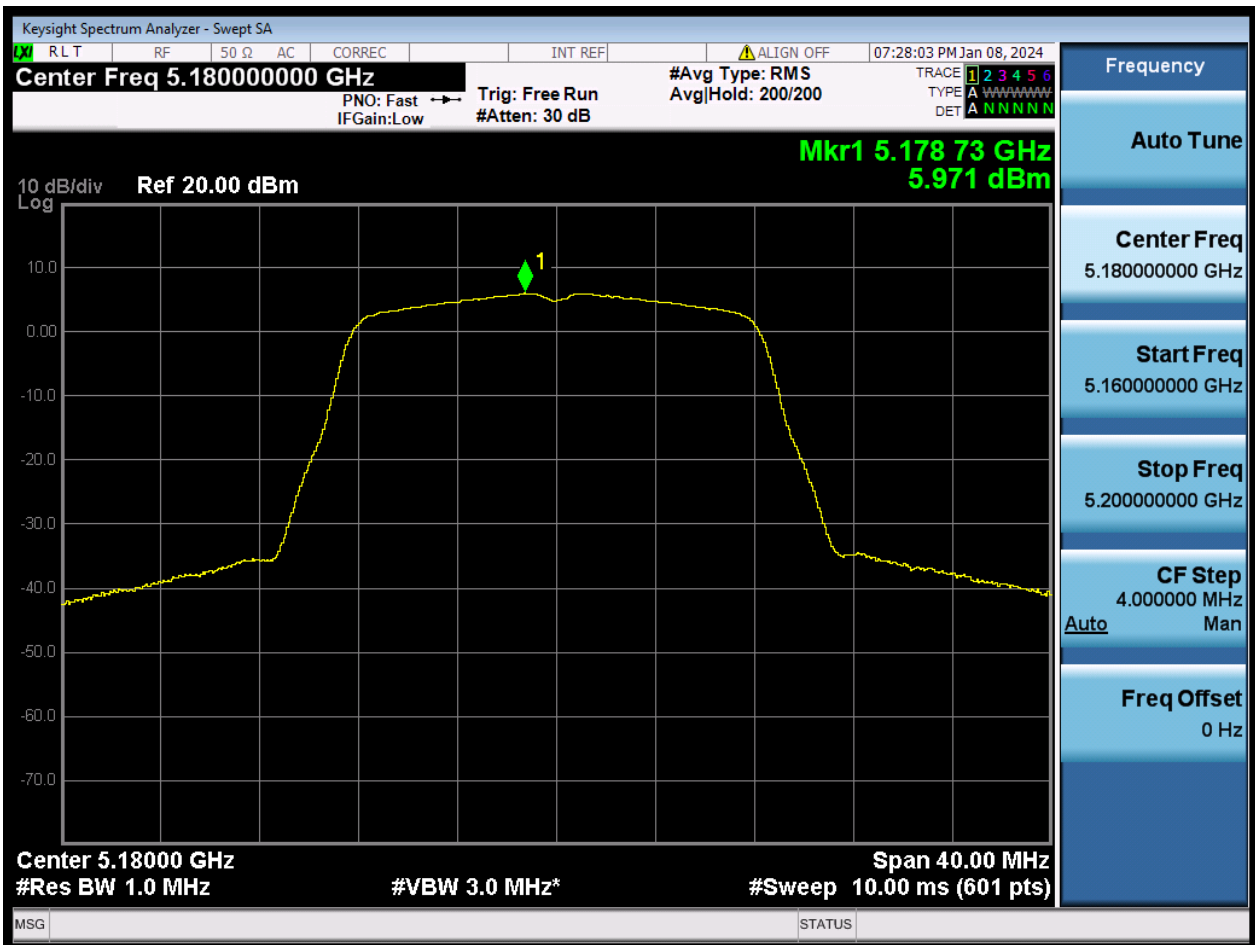 Keysight Spectrum Analyzer - Swept SA
LXI RLT RF 50 Ω AC CORREC INT REF ALIGN OFF 07:28:03 PM Jan 08, 2024
Center Freq 5.180000000 GHz
PNO: Fast
IFGain:Low
Trig: Free Run
#Atten: 30 dB
#Avg Type: RMS
Avg|Hold: 200/200
TRACE 1 2 3 4 5 6
TYPE A WWWWW
DET A N N N N N
Mkr1 5.178 73 GHz
5.971 dBm
10 dB/div Ref 20.00 dBm
Log
1
10.0
0.00
-10.0
-20.0
-30.0
-40.0
-50.0
-60.0
-70.0
Center 5.18000 GHz Span 40.00 MHz
#Res BW 1.0 MHz #VBW 3.0 MHz* #Sweep 10.00 ms (601 pts)
MSG STATUS
Frequency
Auto Tune
Center Freq
5.180000000 GHz
Start Freq
5.160000000 GHz
Stop Freq
5.200000000 GHz
CF Step
4.000000 MHz
Auto Man
Freq Offset
0 Hz